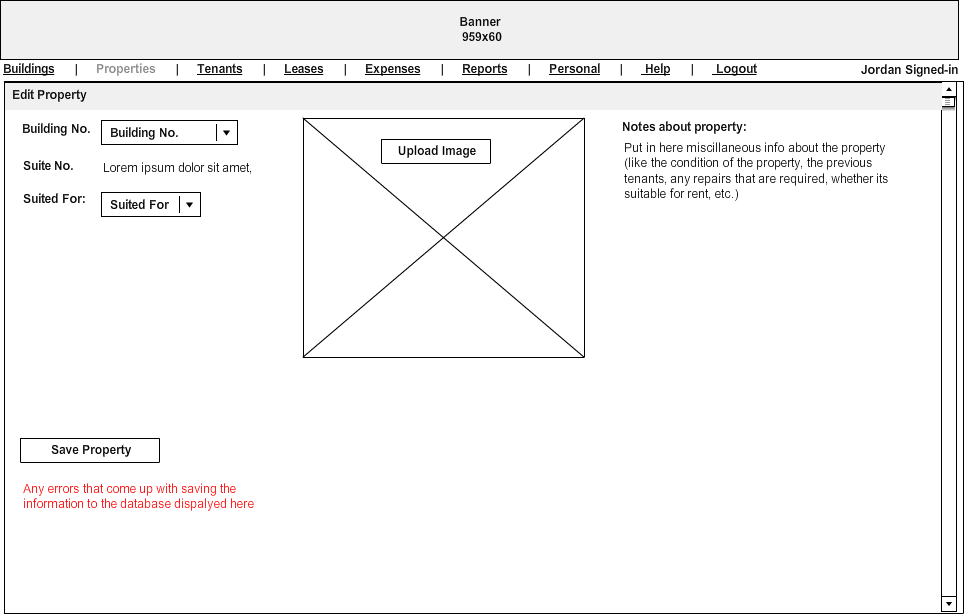 Banner
959x60
Buildings | Properties | Tenants | Leases | Expenses | Reports | Personal | Help | Logout Jordan Signed-in
Edit Property
Building No. Building No.
Suite No. Lorem ipsum dolor sit amet,
Suited For: Suited For
Upload Image
Notes about property:
Put in here miscillaneous info about the property
(like the condition of the property, the previous
tenants, any repairs that are required, whether its
suitable for rent, etc.)
Save Property
Any errors that come up with saving the
information to the database dispalyed here